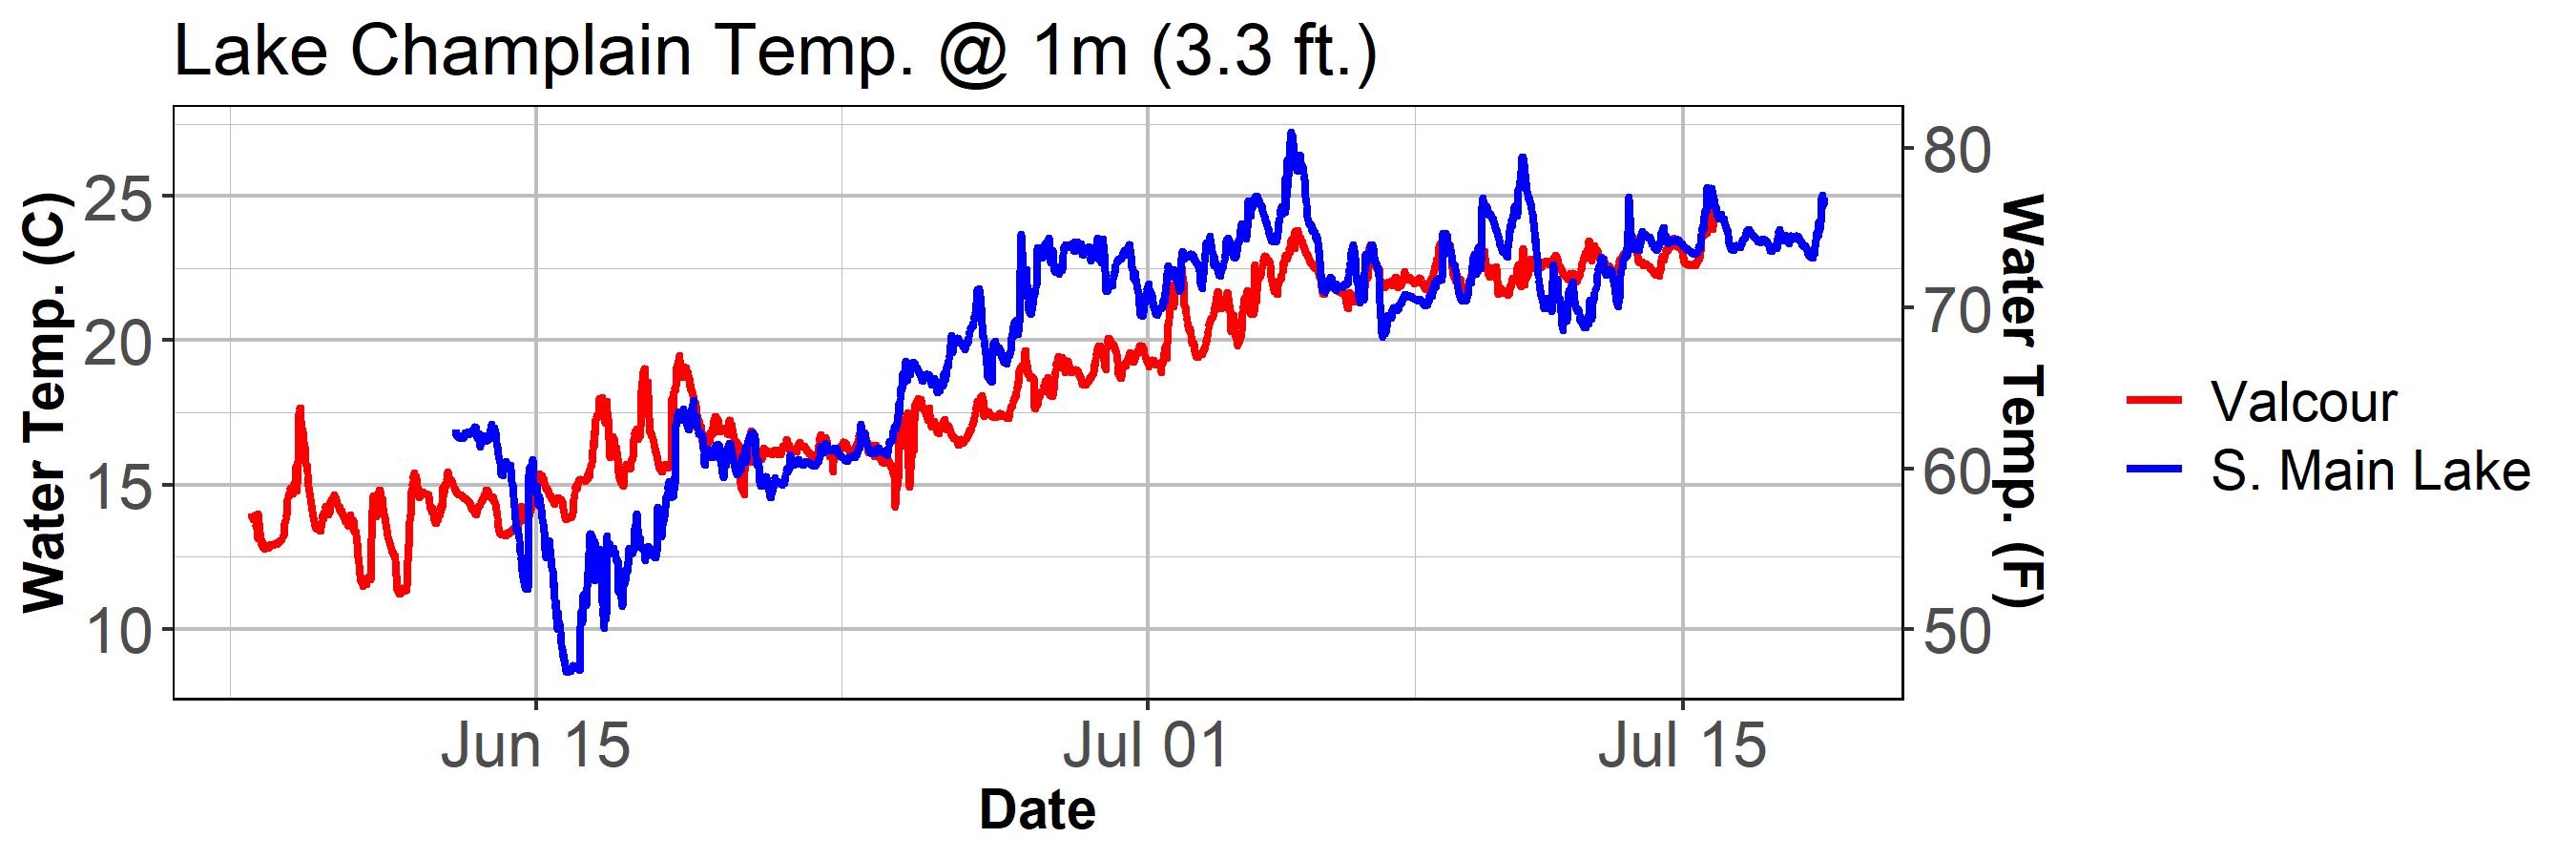 Lake Champlain Temp. @ 1m (3.3 ft.)
Water Temp. (C)
25
20
15
10
80
70
60
50
Water Temp. (F)
Jun 15
Jul 01
Jul 15
Date
Valcour
S. Main Lake